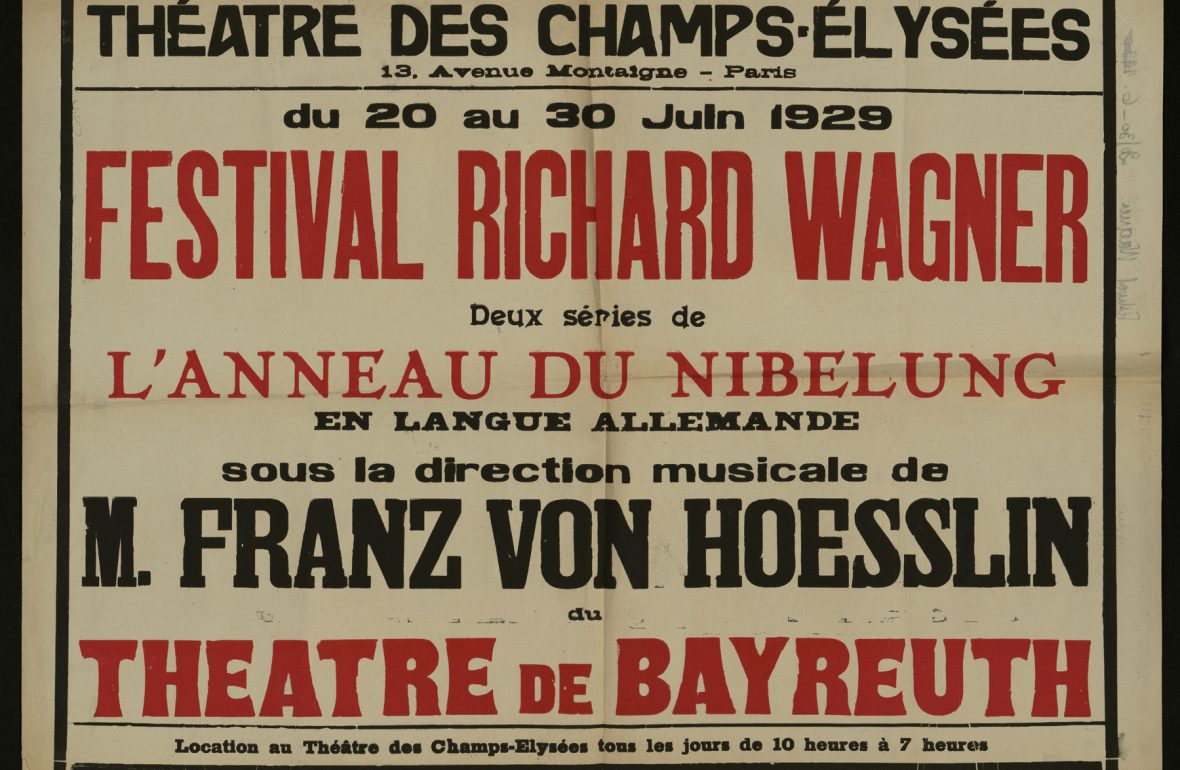 THÉATRE DES CHAMPS-ÉLYSÉES
13, Avenue Montaigne - Paris
du 20 au 30 Juin 1929
FESTIVAL RICHARD WAGNER
Deux séries de
L'ANNEAU DU NIBELUNG
EN LANGUE ALLEMANDE
sous la direction musicale de
M. FRANZ VON HOESSLIN
du
THEATRE DE BAYREUTH
Location au Théâtre des Champs-Elysées tous les jours de 10 heures à 7 heures